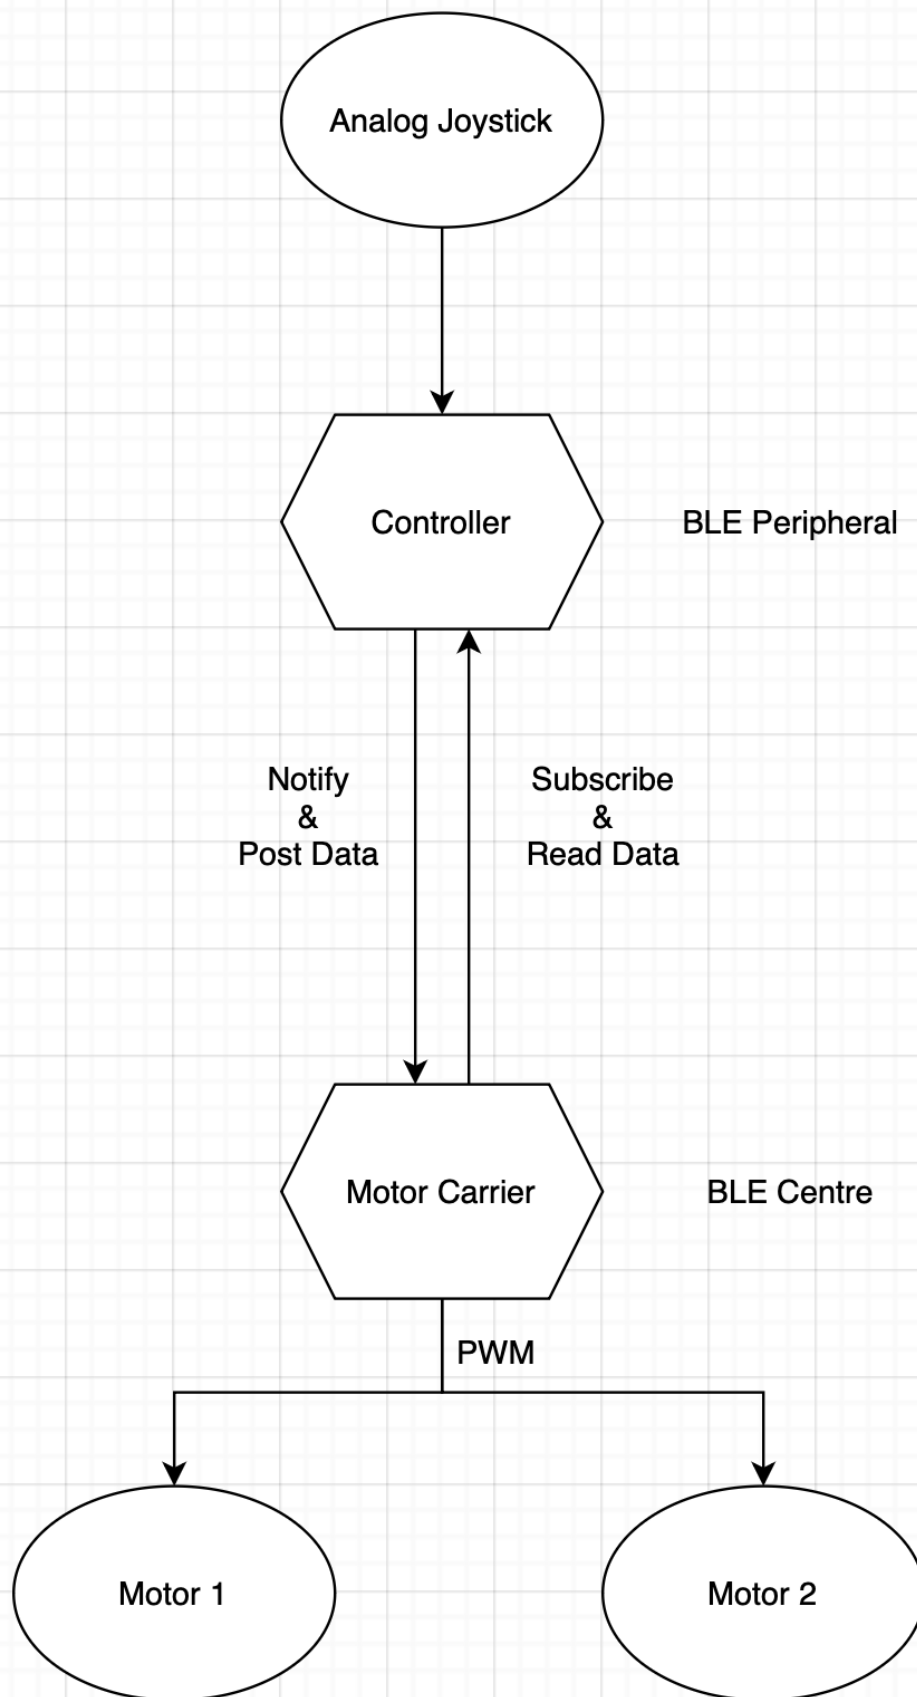 Analog Joystick
Controller
BLE Peripheral
Notify
&
Post Data
Subscribe
&
Read Data
Motor Carrier
BLE Centre
PWM
Motor 1
Motor 2